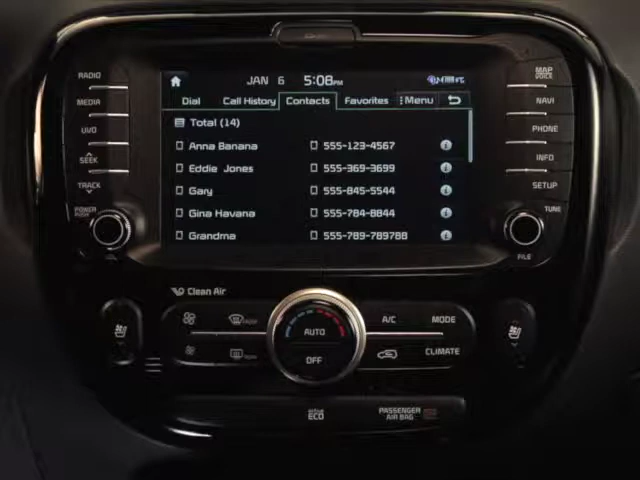 RADIO
MEDIA
UVO
SEEK
TRACK
POWER
PUSH
JAN 6 5:08PM
Dial Call History Contacts Favorites Menu
Total (14)
Anna Banana 555-123-4567
Eddie Jones 555-369-3699
Gary 555-845-5544
Gina Havana 555-784-8844
Grandma 555-789-789788
MAP
VOICE
NAVI
PHONE
INFO
SETUP
TUNE
FILE
Clean Air
AUTO
OFF
A/C MODE
CLIMATE
ECO
PASSENGER
AIR BAG